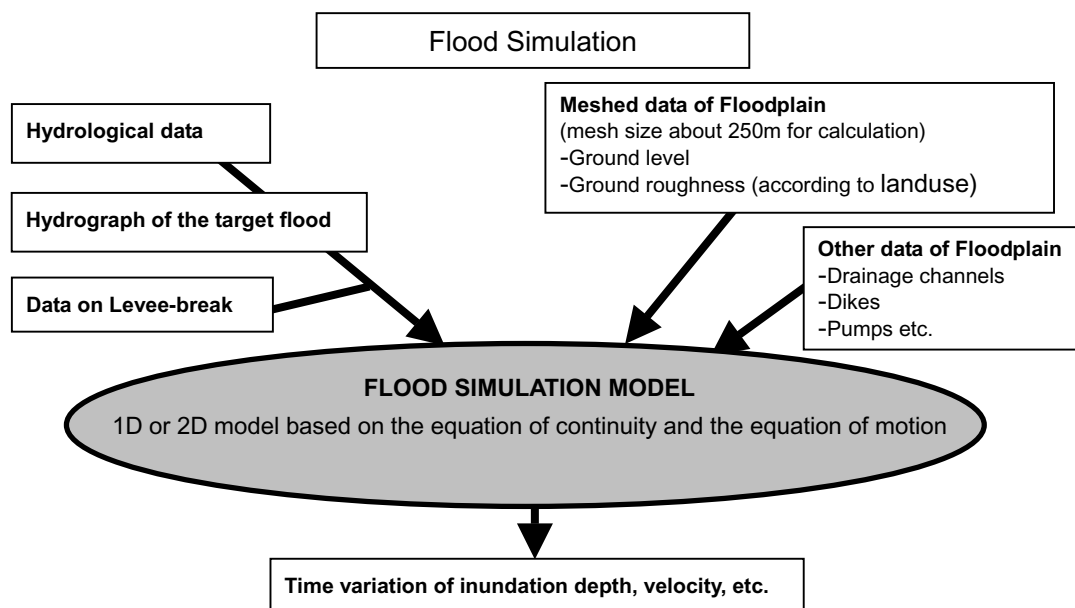 Flood Simulation
Hydrological data
Hydrograph of the target flood
Data on Levee-break
Meshed data of Floodplain
(mesh size about 250m for calculation)
-Ground level
-Ground roughness (according to landuse)
Other data of Floodplain
-Drainage channels
-Dikes
-Pumps etc.
FLOOD SIMULATION MODEL
1D or 2D model based on the equation of continuity and the equation of motion
Time variation of inundation depth, velocity, etc.